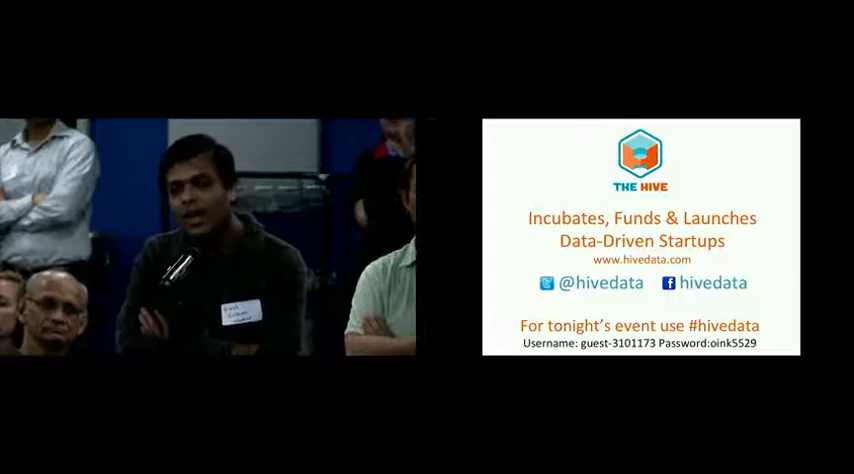 THE HIVE
Incubates, Funds & Launches
Data-Driven Startups
www.hivedata.com
@hivedata hivedata
For tonight's event use #hivedata
Username: guest-3101173 Password:oink5529